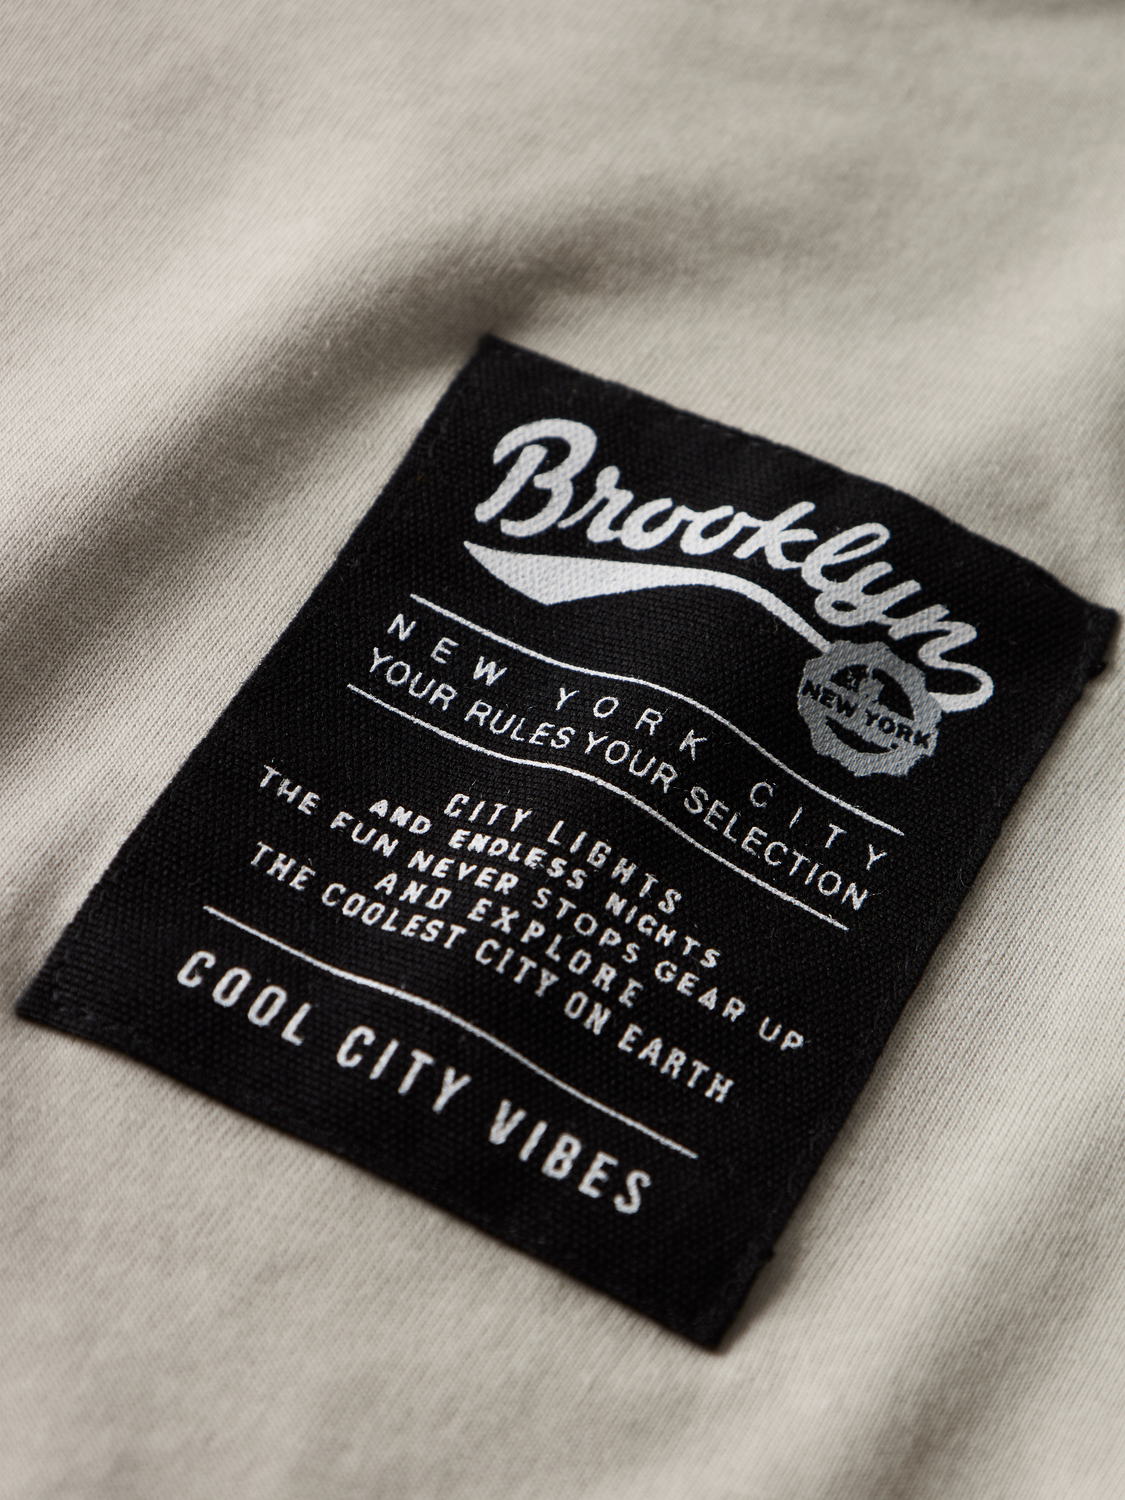 Brooklyn
NEW YORK
NEW YORK CITY
YOUR RULES YOUR SELECTION
CITY LIGHTS
AND ENDLESS NIGHTS
THE FUN NEVER STOPS GEAR UP
AND EXPLORE
THE COOLEST CITY ON EARTH
COOL CITY VIBES